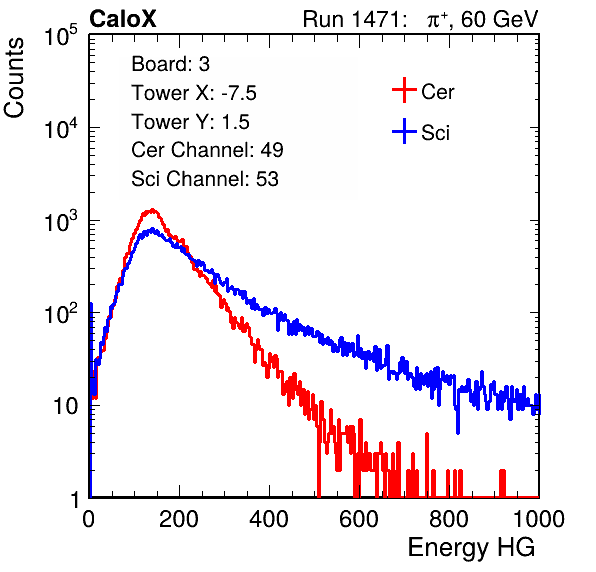 CaloX Run 1471: π⁺, 60 GeV
Counts
Board: 3
Tower X: -7.5
Tower Y: 1.5
Cer Channel: 49
Sci Channel: 53
Cer
Sci
10⁵
10⁴
10³
10²
10
1
0 200 400 600 800 1000
Energy HG